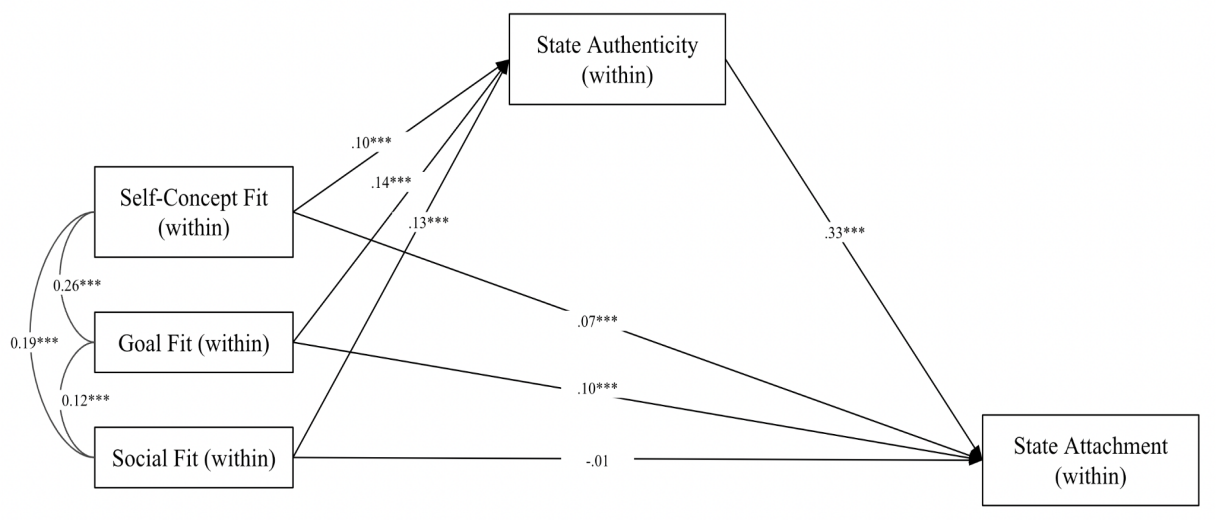 State Authenticity
(within)
.10***
.14***
Self-Concept Fit
(within)
.13***
.33***
0.26***
.07***
0.19***
Goal Fit (within)
.10***
0.12***
Social Fit (within)
-.01
State Attachment
(within)